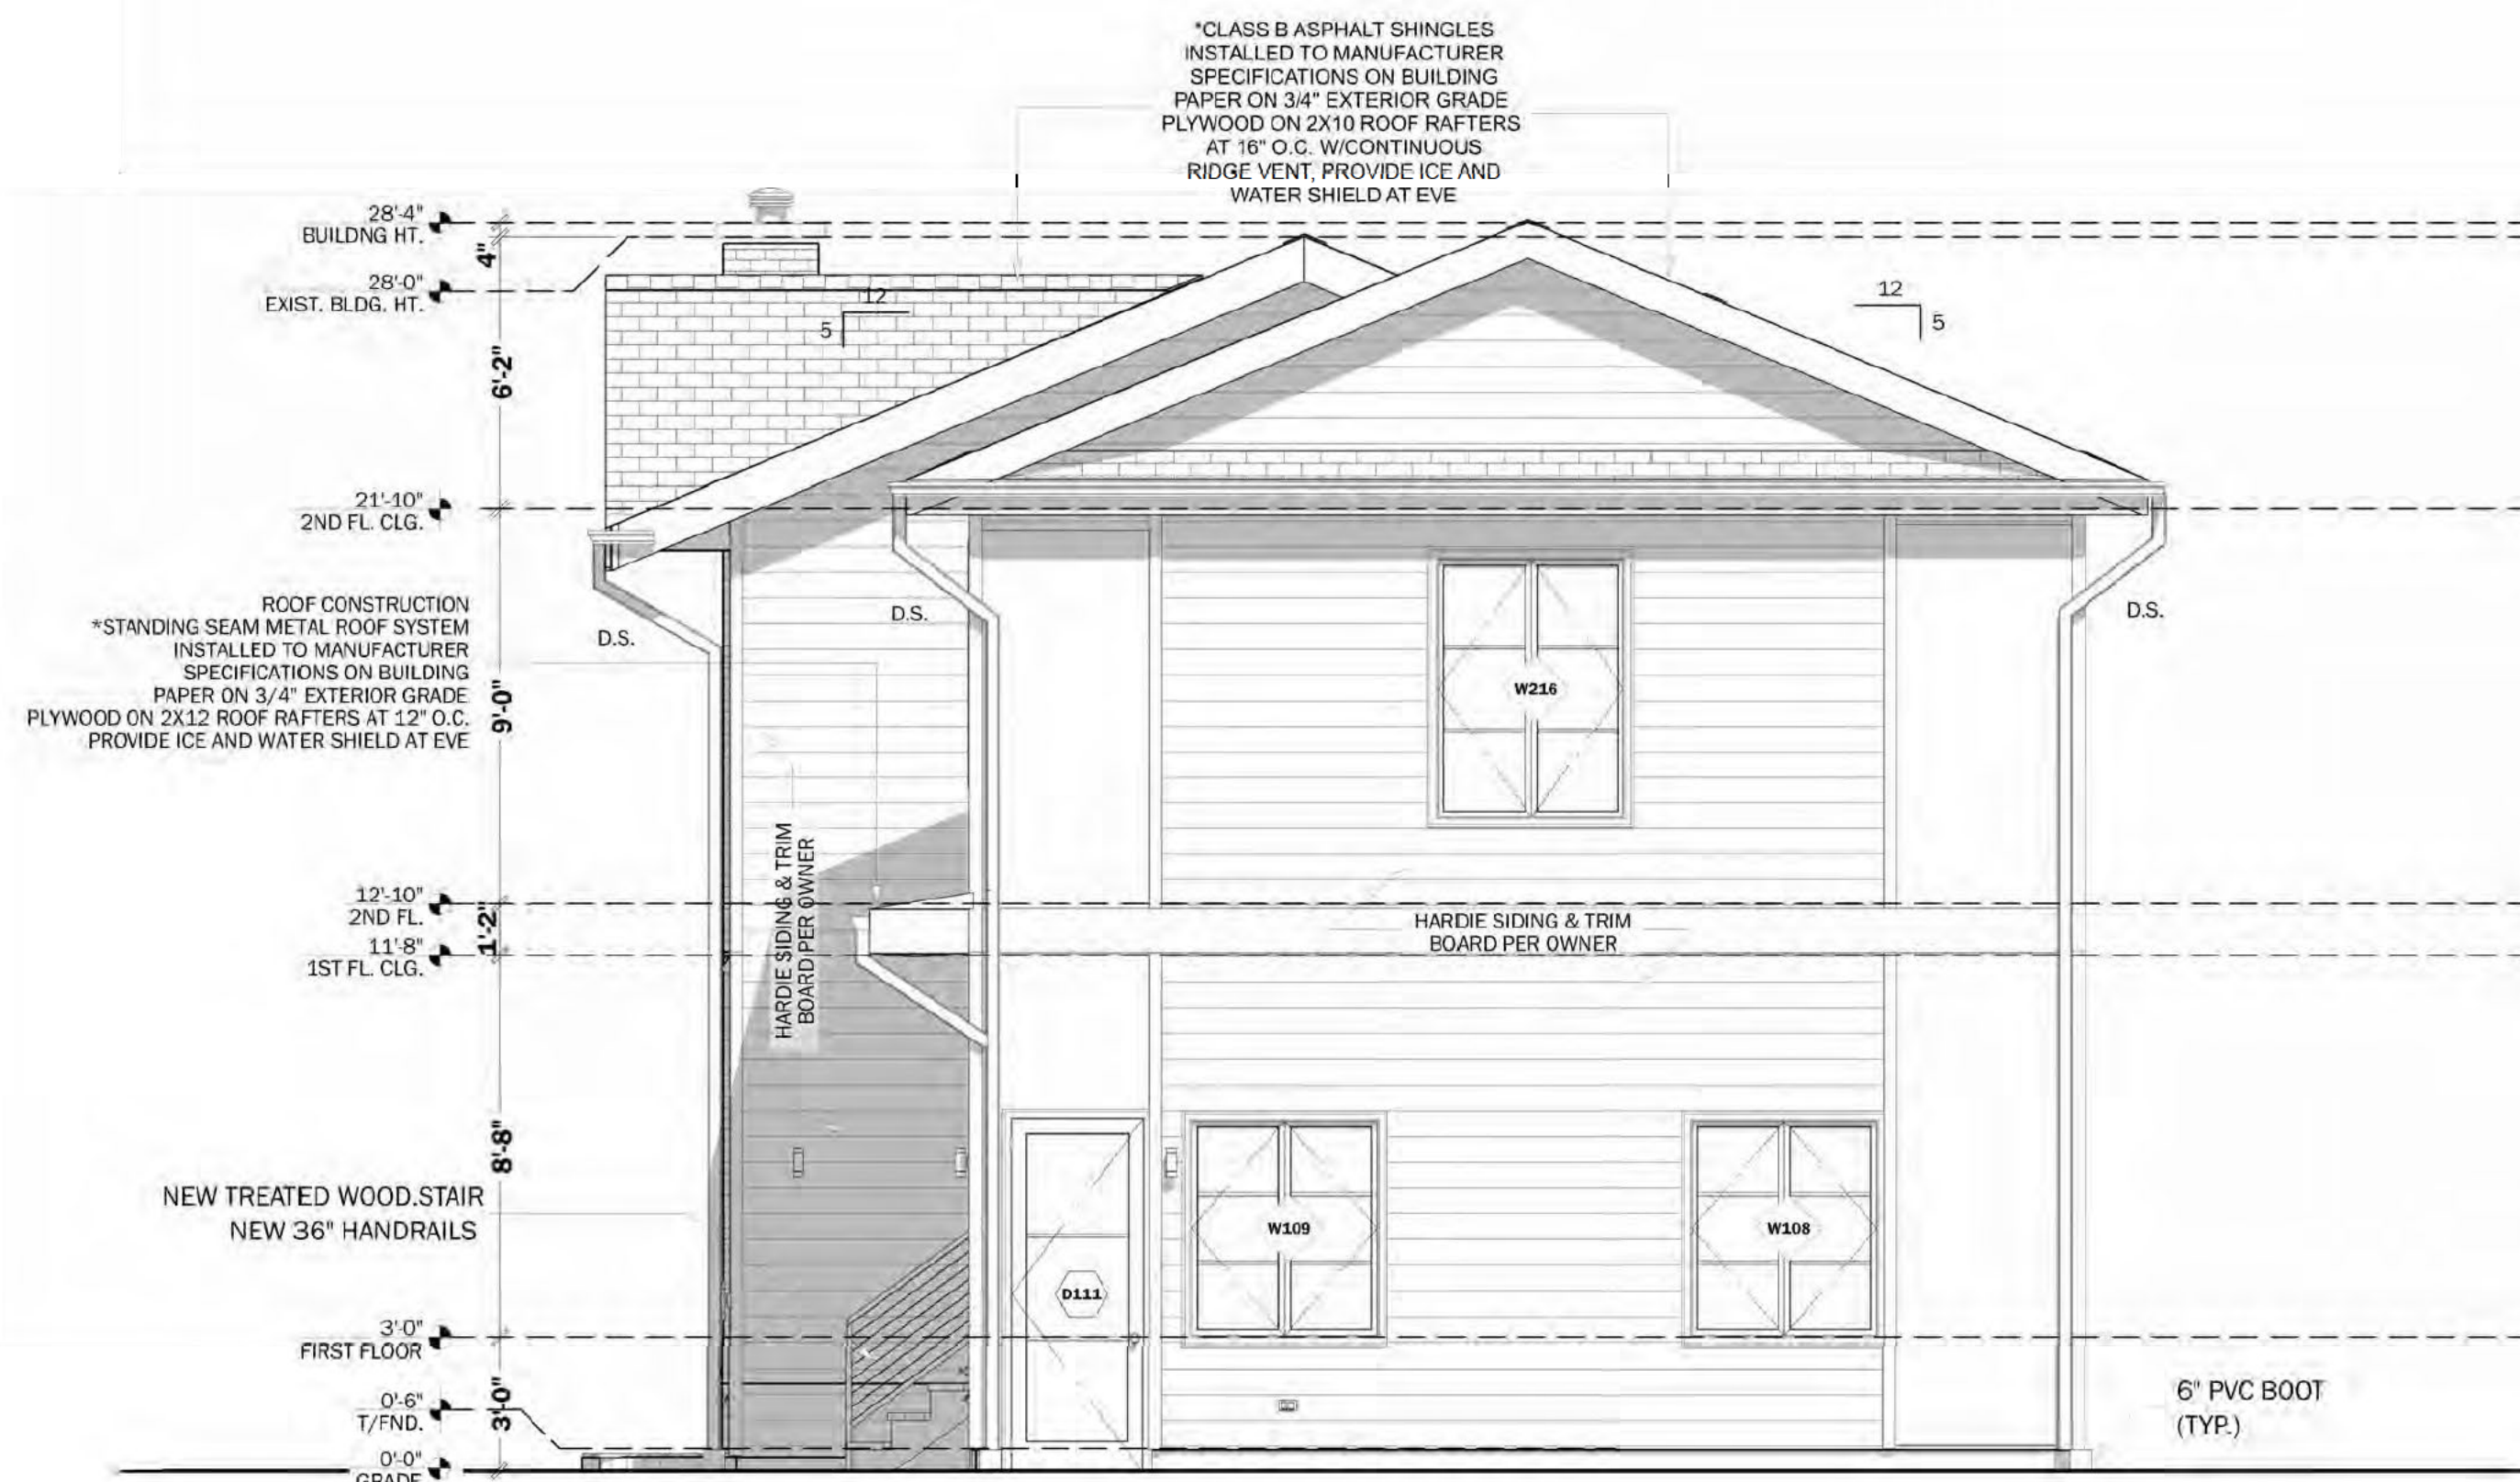 *CLASS B ASPHALT SHINGLES
INSTALLED TO MANUFACTURER
SPECIFICATIONS ON BUILDING
PAPER ON 3/4" EXTERIOR GRADE
PLYWOOD ON 2X10 ROOF RAFTERS
AT 16" O.C. W/CONTINUOUS
RIDGE VENT, PROVIDE ICE AND
WATER SHIELD AT EVE
28'-4"
BUILDNG HT.
4"
28'-0"
EXIST. BLDG. HT.
12
5
12
5
6'-2"
21'-10"
2ND FL. CLG.
ROOF CONSTRUCTION
*STANDING SEAM METAL ROOF SYSTEM
INSTALLED TO MANUFACTURER
SPECIFICATIONS ON BUILDING
PAPER ON 3/4" EXTERIOR GRADE
PLYWOOD ON 2X12 ROOF RAFTERS AT 12" O.C.
PROVIDE ICE AND WATER SHIELD AT EVE
9'-0"
D.S.
D.S.
D.S.
W216
HARDIE SIDING & TRIM
BOARD PER OWNER
12'-10"
2ND FL.
1'-2"
11'-8"
1ST FL. CLG.
HARDIE SIDING & TRIM
BOARD PER OWNER
8'-8"
NEW TREATED WOOD.STAIR
NEW 36" HANDRAILS
W109
W108
D111
3'-0"
FIRST FLOOR
0'-6"
T/FND.
3'-0"
6" PVC BOOT
(TYP.)
0'-0"
GRADE